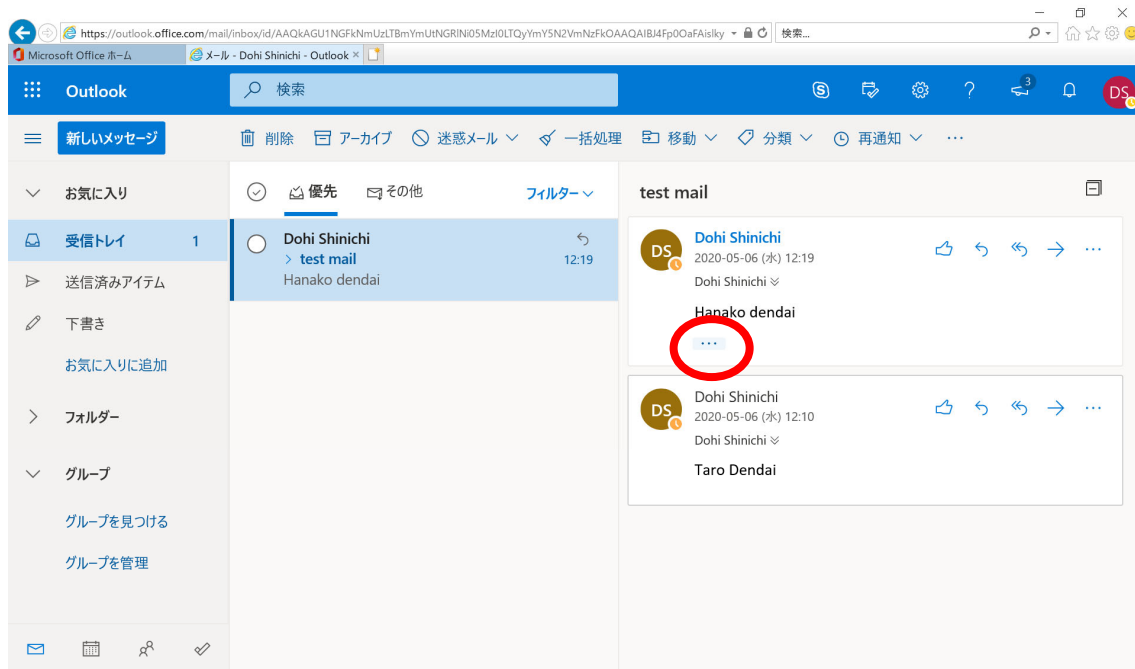 https://outlook.office.com/mail/inbox/id/
検索...
Microsoft Office ホーム
メール - Dohi Shinichi - Outlook
Outlook
検索
3
DS
新しいメッセージ
削除
アーカイブ
迷惑メール
一括処理
移動
分類
再通知
お気に入り
優先
その他
フィルター
test mail
受信トレイ 1
送信済みアイテム
下書き
お気に入りに追加
フォルダー
グループ
グループを見つける
グループを管理
Dohi Shinichi
> test mail 12:19
Hanako dendai
DS
Dohi Shinichi
2020-05-06 (水) 12:19
Dohi Shinichi
Hanako dendai
...
DS
Dohi Shinichi
2020-05-06 (水) 12:10
Dohi Shinichi
Taro Dendai